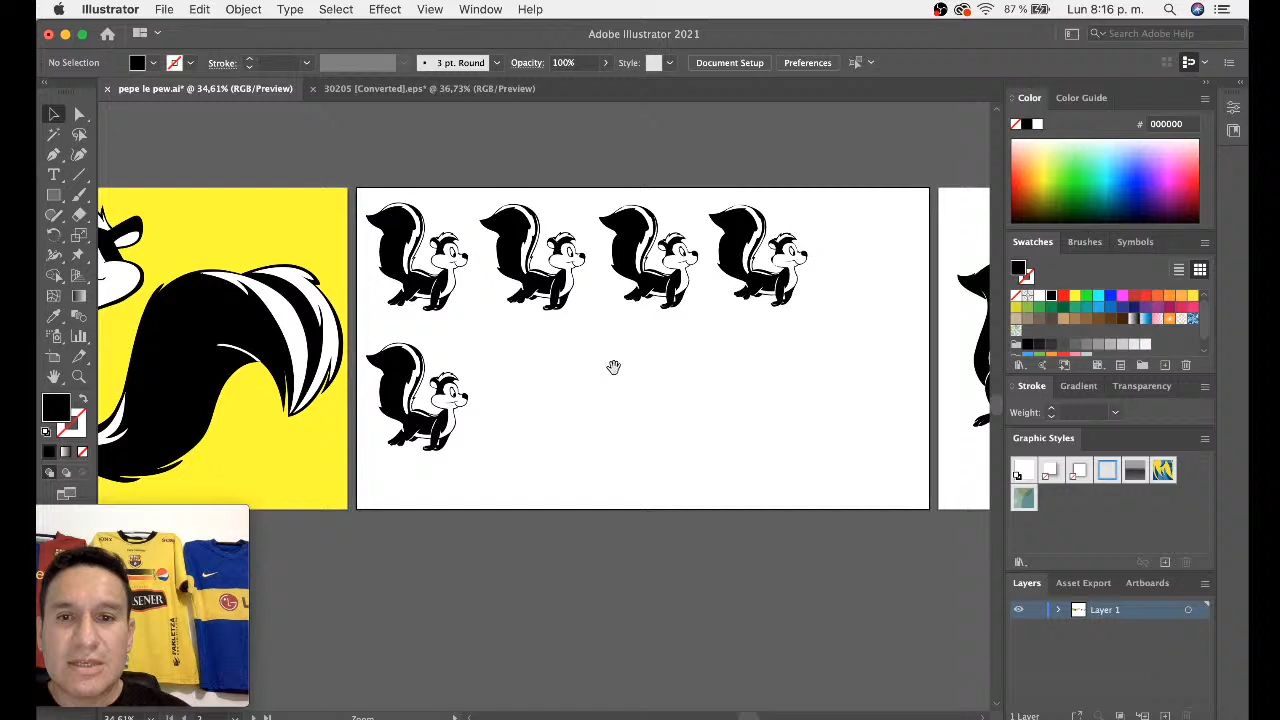 Illustrator File Edit Object Type Select Effect View Window Help 87 % Lun 8:16 p. m.
Adobe Illustrator 2021 Search Adobe Help
No Selection Stroke: 3 pt. Round Opacity: 100% Style: Document Setup Preferences
pepe le pew.ai* @ 34,61% (RGB/Preview) 30205 [Converted].eps* @ 36,73% (RGB/Preview)
Color Color Guide
# 000000
Swatches Brushes Symbols
Stroke Gradient Transparency
Weight:
Graphic Styles
Layers Asset Export Artboards
Layer 1
PILSENER
LG
34,61% 2 Zoom
1 Layer